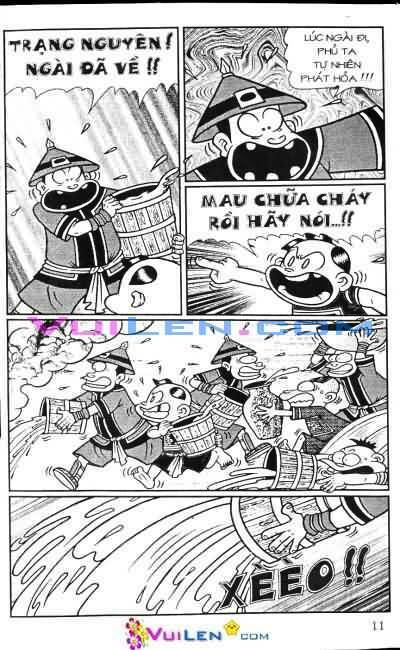 TRẠNG NGUYÊN!
NGÀI ĐÃ VỀ !!
LÚC NGÀI ĐI,
PHỦ TA
TỰ NHIÊN
PHÁT HỎA !!!
MAU CHỮA CHÁY
RỒI HÃY NÓI...!!
VUILEN.COM
XÈÈO !!
11
VUILEN.COM